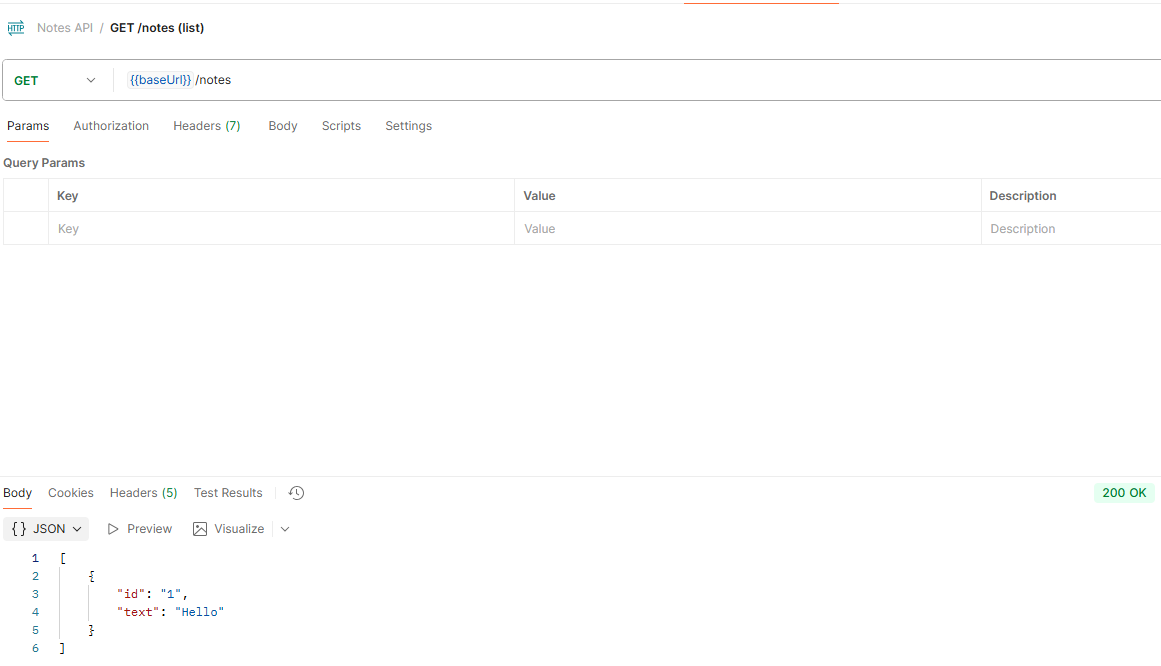 HTTP Notes API / GET /notes (list)
GET {{baseUrl}} /notes
Params Authorization Headers (7) Body Scripts Settings
Query Params
Key Value Description
Key Value Description
Body Cookies Headers (5) Test Results 200 OK
{} JSON Preview Visualize
1 [
2 {
3 "id": "1",
4 "text": "Hello"
5 }
6 ]